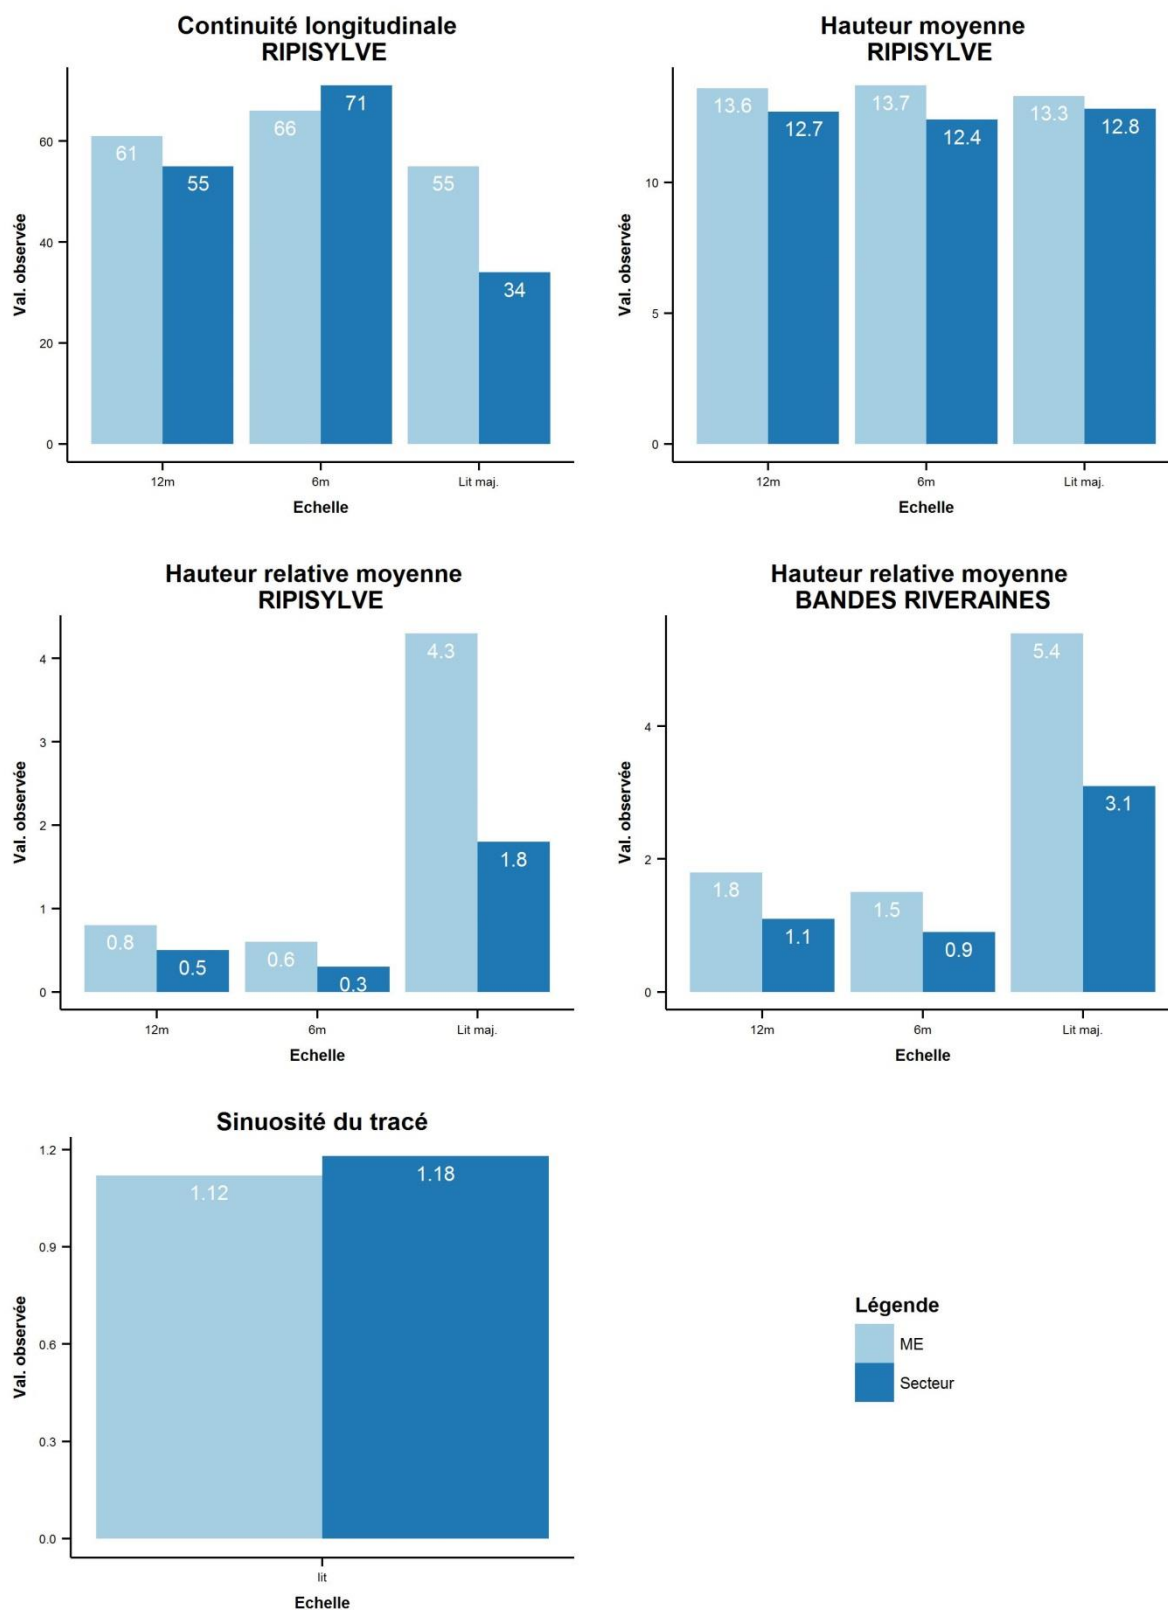 Continuité longitudinale
RIPISYLVE
Val. observée
60
40
20
0
61
55
66
71
55
34
12m
6m
Lit maj.
Echelle
Hauteur moyenne
RIPISYLVE
Val. observée
10
5
0
13.6
12.7
13.7
12.4
13.3
12.8
12m
6m
Lit maj.
Echelle
Hauteur relative moyenne
RIPISYLVE
Val. observée
4
3
2
1
0
0.8
0.5
0.6
0.3
4.3
1.8
12m
6m
Lit maj.
Echelle
Hauteur relative moyenne
BANDES RIVERAINES
Val. observée
4
2
0
1.8
1.1
1.5
0.9
5.4
3.1
12m
6m
Lit maj.
Echelle
Sinuosité du tracé
Val. observée
1.2
0.9
0.6
0.3
0.0
1.12
1.18
lit
Echelle
Légende
ME
Secteur